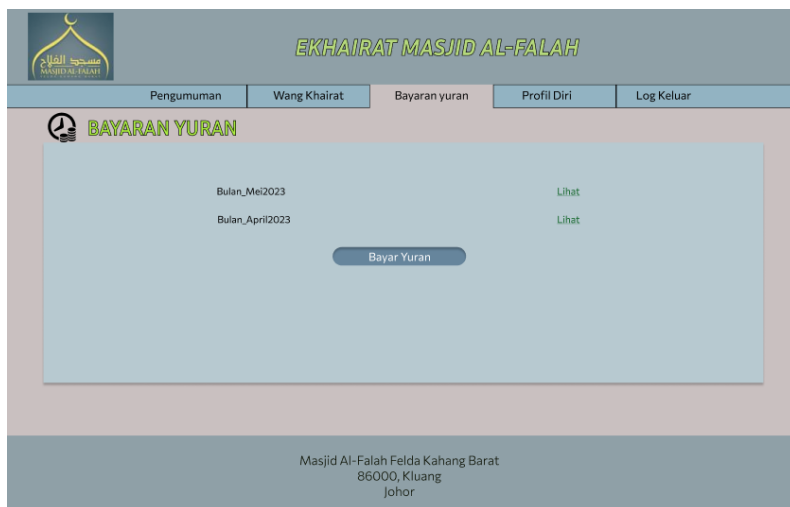 مسجد الفلاح
MASJID AL-FALAH
EKHAIRAT MASJID AL-FALAH
Pengumuman Wang Khairat Bayaran yuran Profil Diri Log Keluar
BAYARAN YURAN
Bulan_Mei2023 Lihat
Bulan_April2023 Lihat
Bayar Yuran
Masjid Al-Falah Felda Kahang Barat
86000, Kluang
Johor